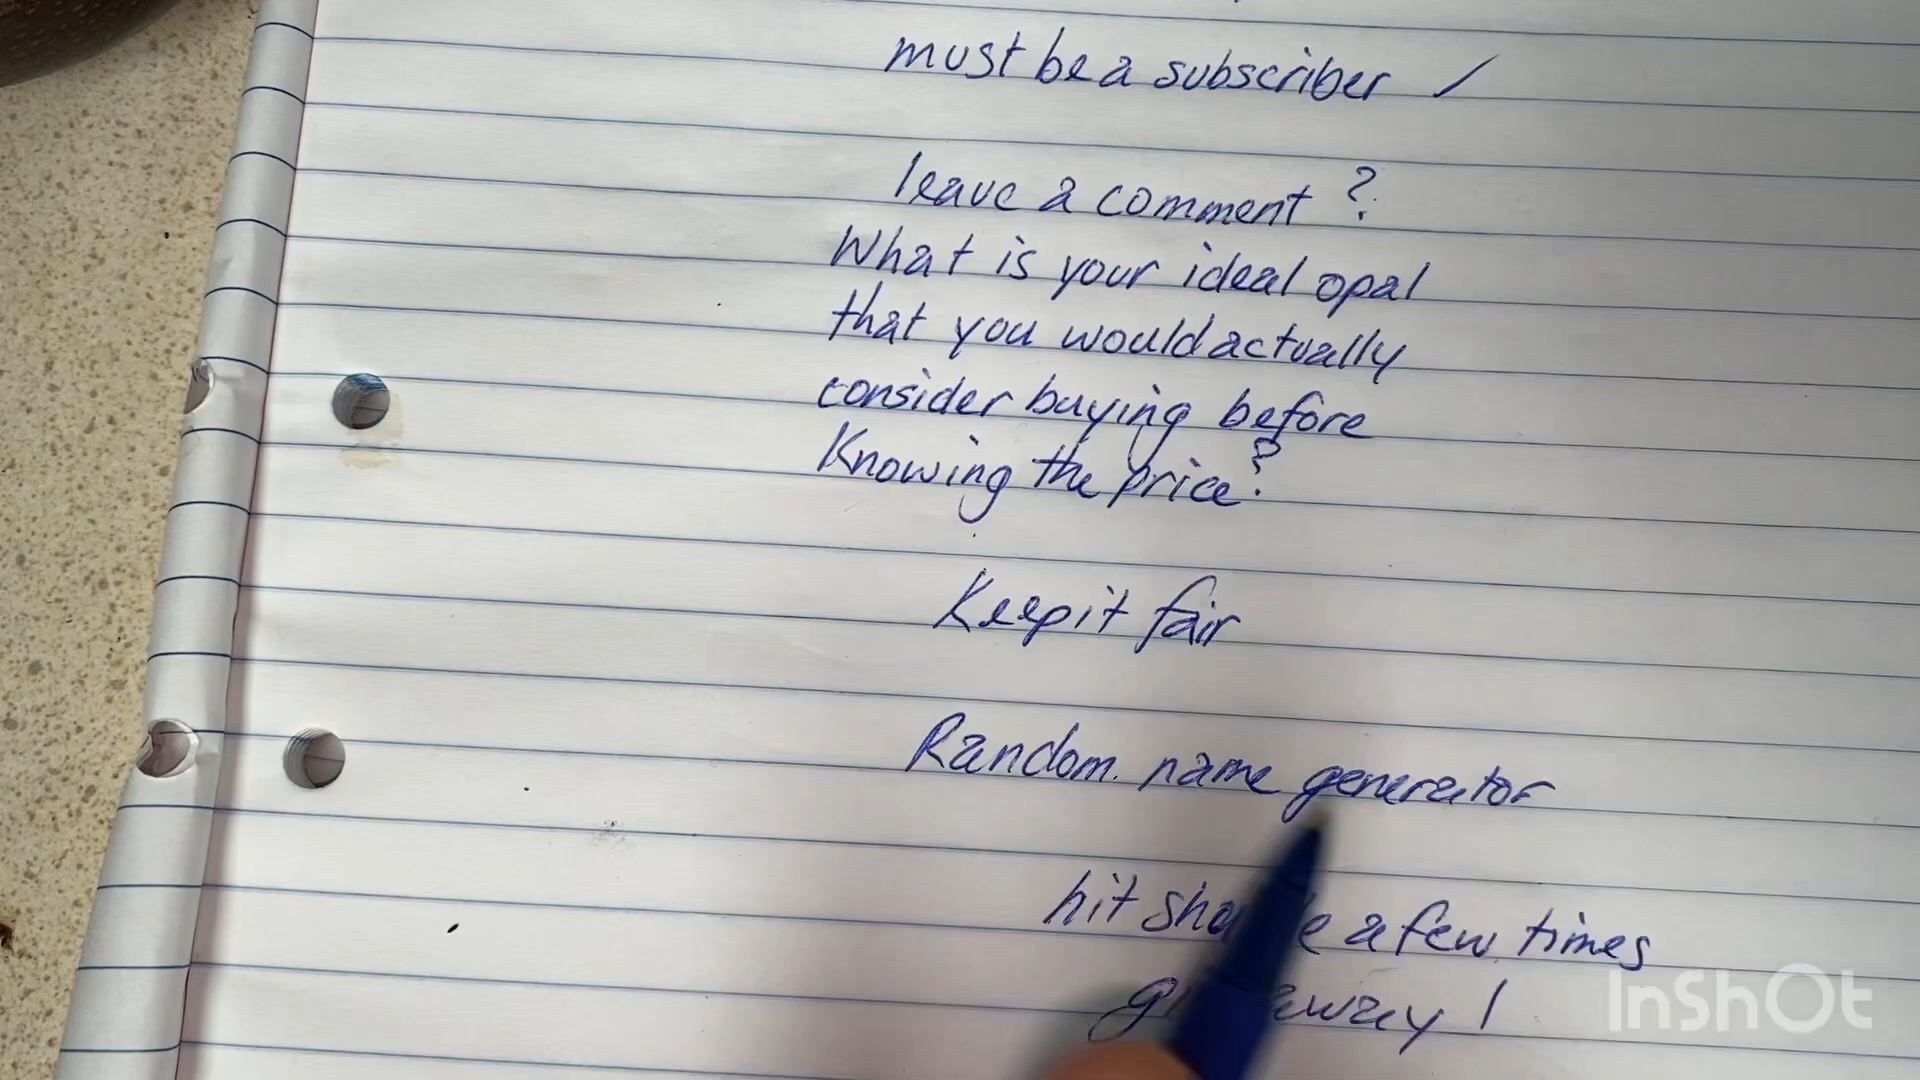 must be a subscriber /
leave a comment ?
What is your ideal opal
that you would actually
consider buying before
Knowing the price?
Keep it fair
Random name generator
hit a few times
InShOt